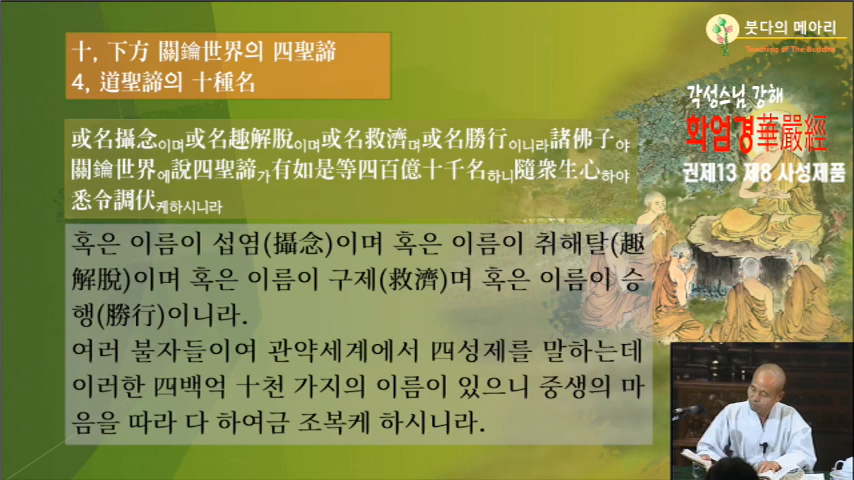 붓다의 메아리
Teaching of The Buddha
十, 下方 關鑰世界의 四聖諦
4, 道聖諦의 十種名
각성스님 강해
화엄경華嚴經
권제13 제8 사성제품
或名攝念이며或名趣解脫이며或名救濟며或名勝行이니라諸佛子야
關鑰世界에說四聖諦가有如是等四百億十千名하니隨衆生心하야
悉令調伏케하시니라
혹은 이름이 섭염(攝念)이며 혹은 이름이 취해탈(趣
解脫)이며 혹은 이름이 구제(救濟)며 혹은 이름이 승
행(勝行)이니라.
여러 불자들이여 관약세계에서 四성제를 말하는데
이러한 四백억 十천 가지의 이름이 있으니 중생의 마
음을 따라 다 하여금 조복케 하시니라.